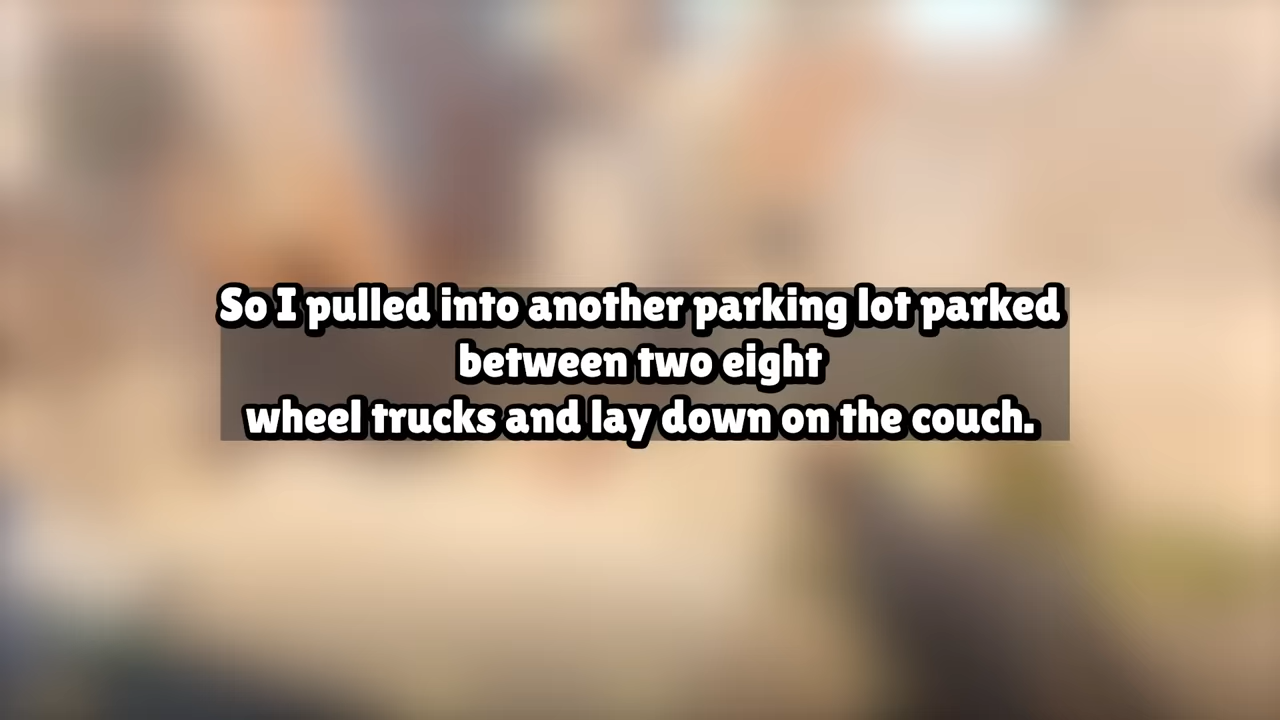 So I pulled into another parking lot parked
between two eight
wheel trucks and lay down on the couch.